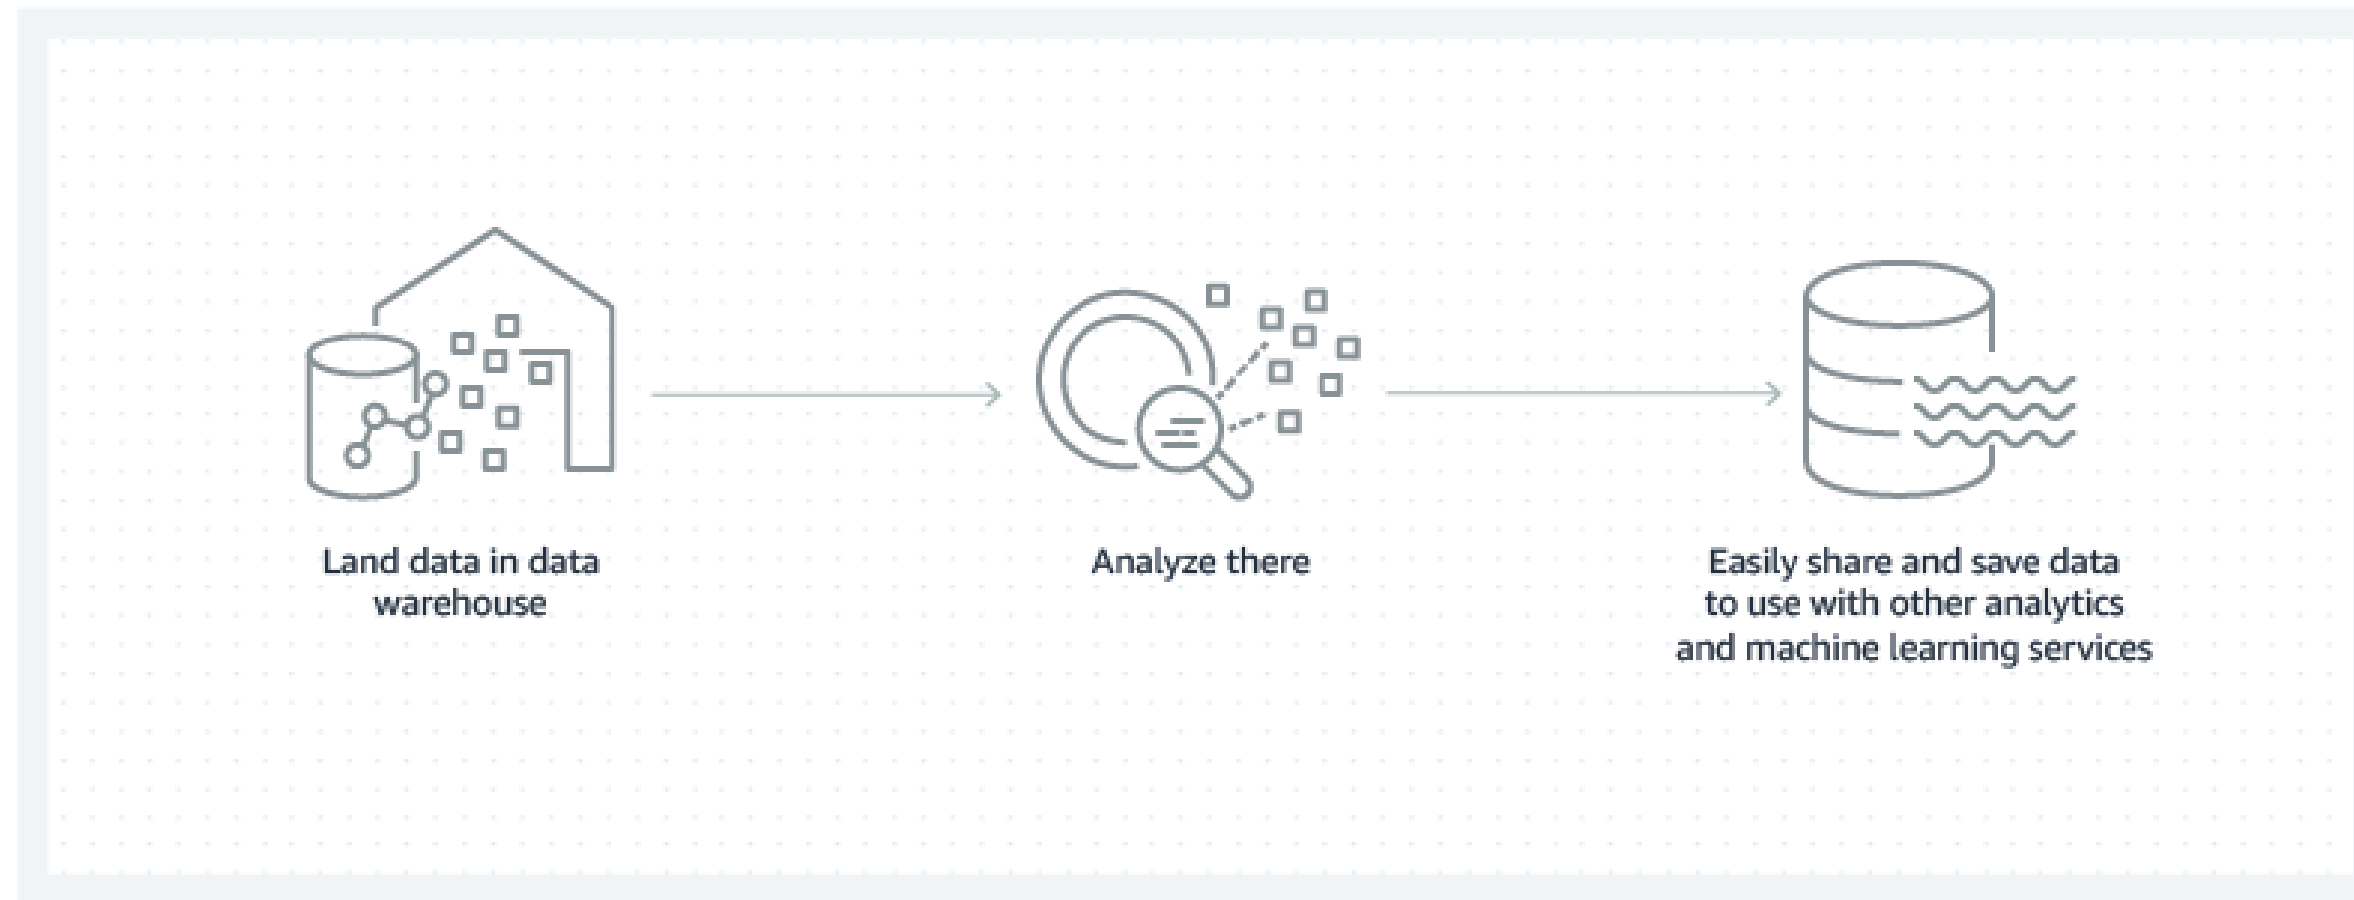 Land data in data
warehouse
Analyze there
Easily share and save data
to use with other analytics
and machine learning services